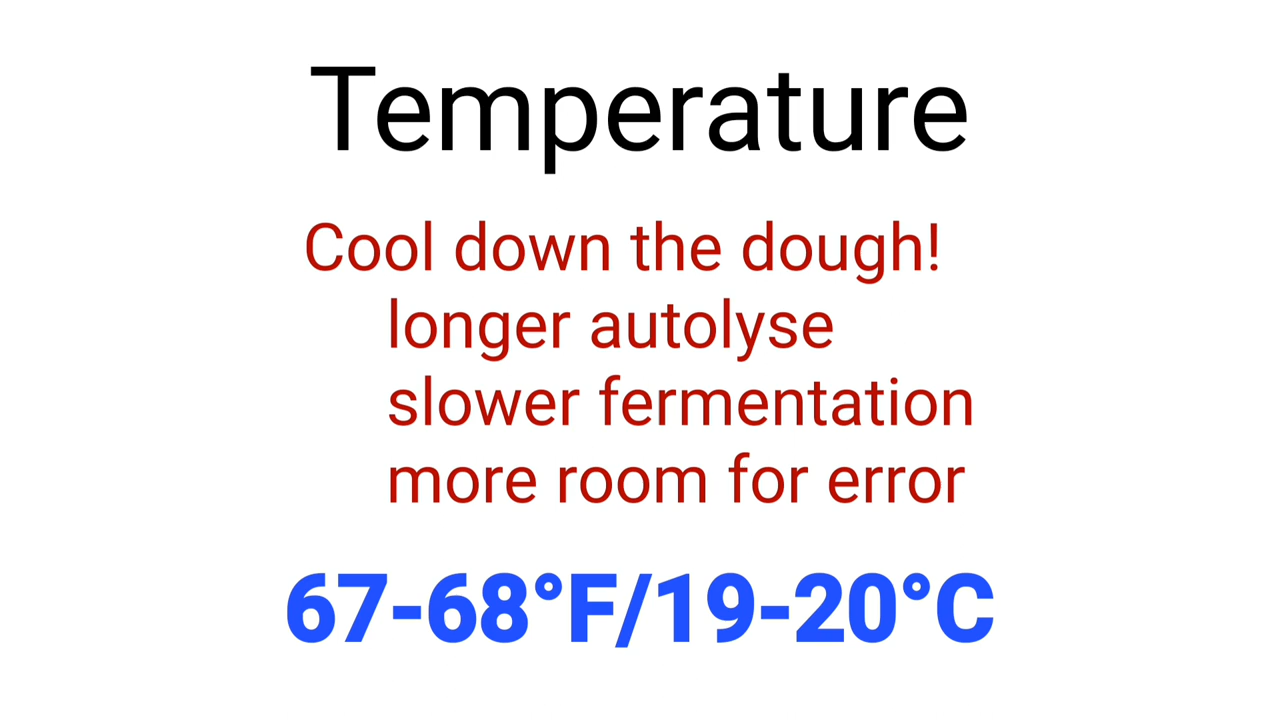 Temperature
Cool down the dough!
longer autolyse
slower fermentation
more room for error
67-68°F/19-20°C